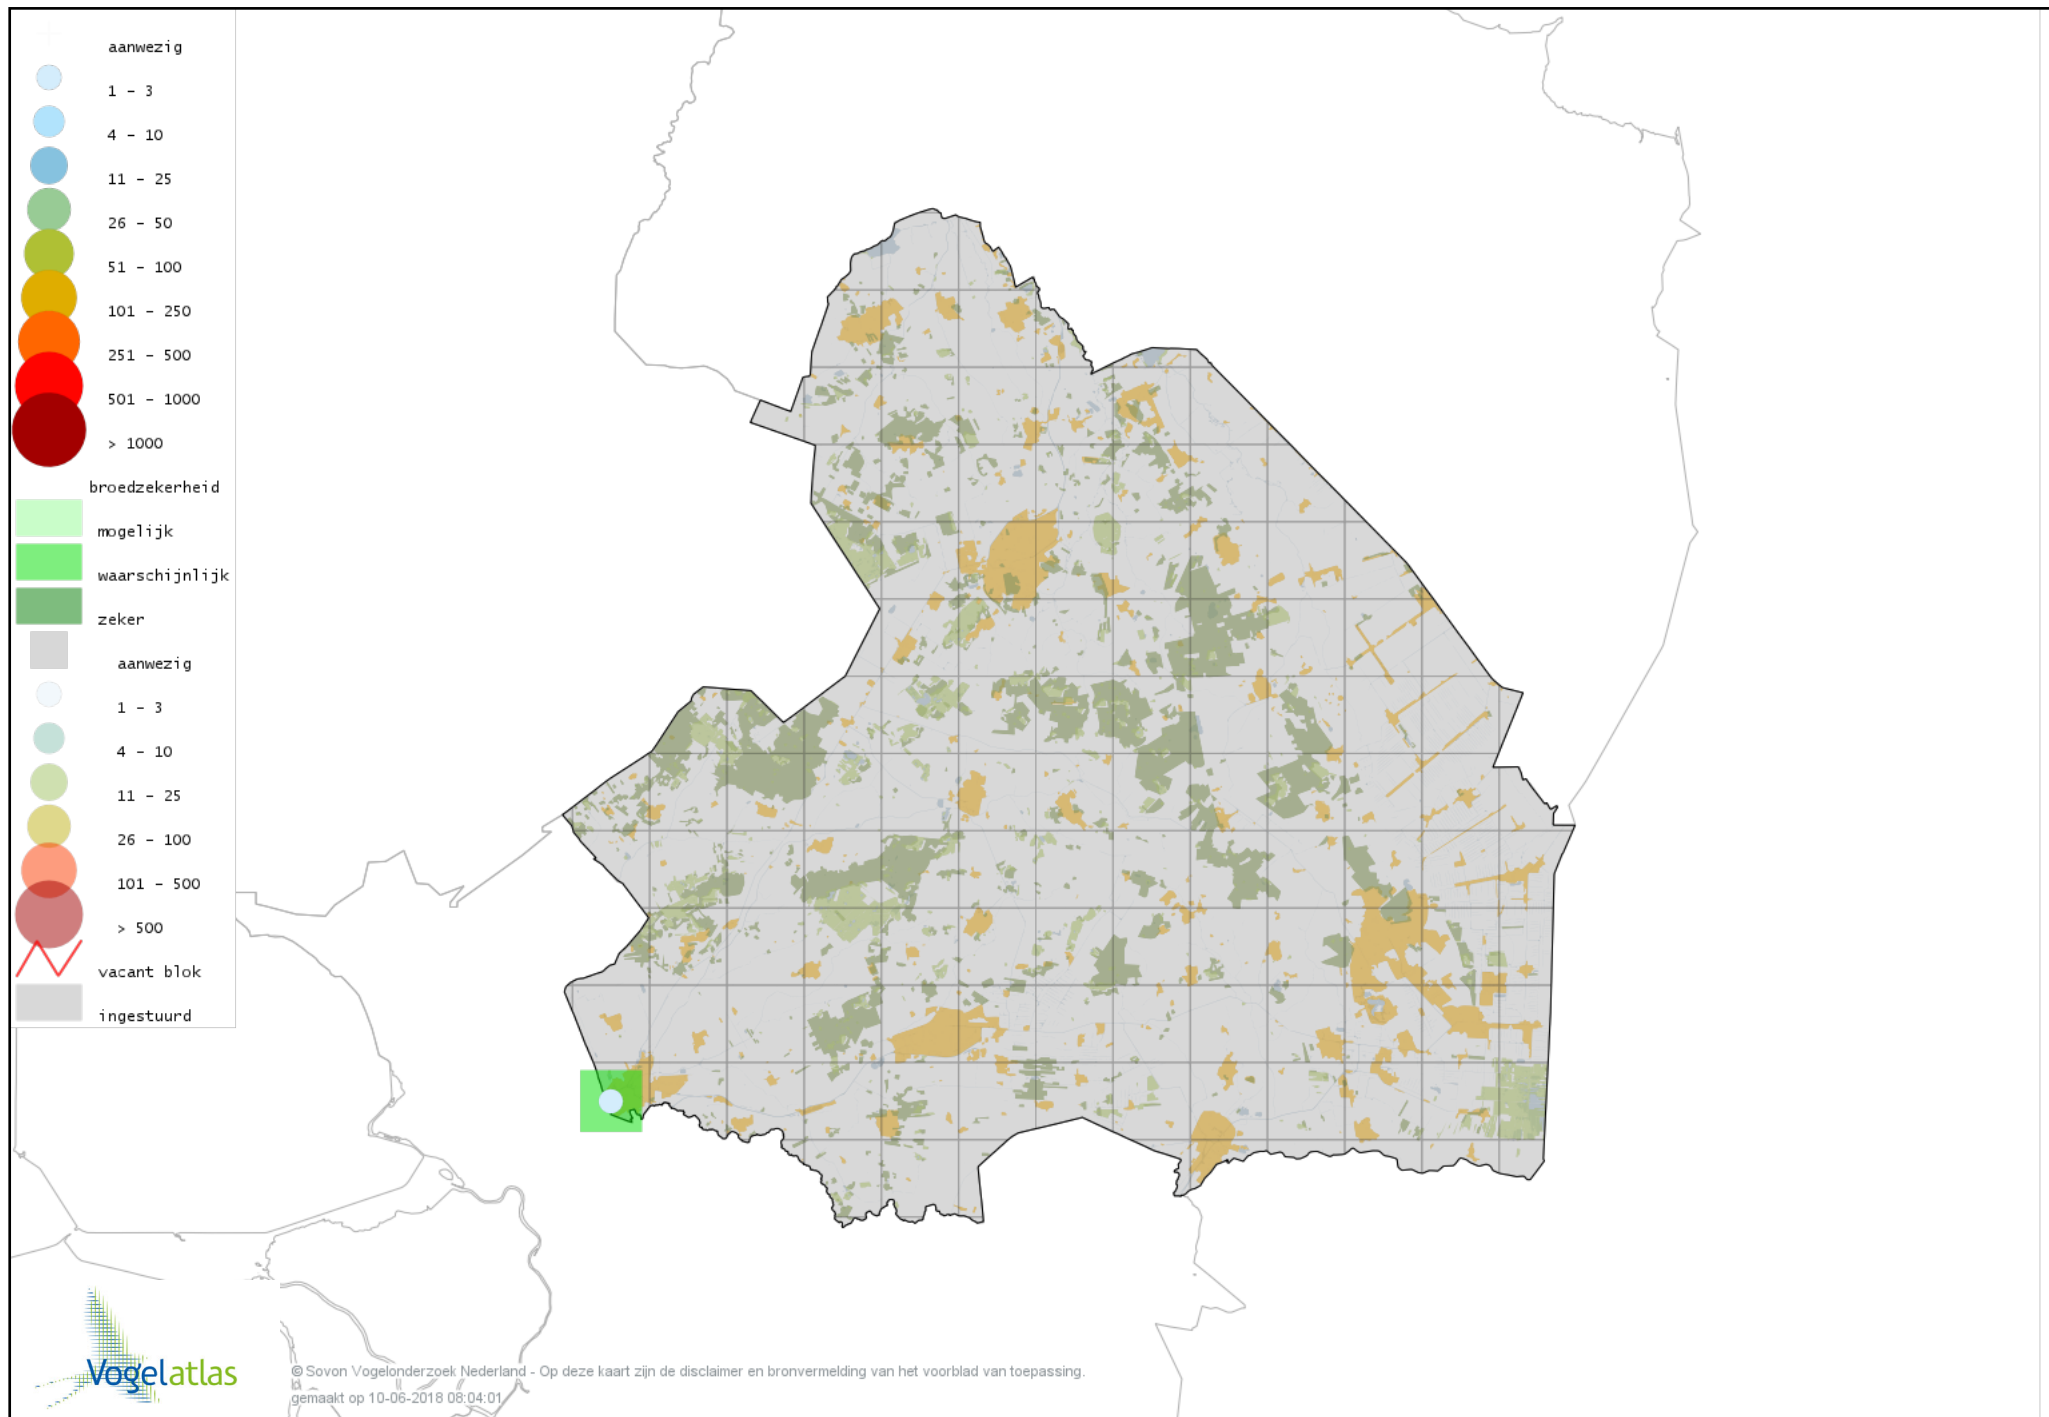 aanwezig
1 - 3
4 - 10
11 - 25
26 - 50
51 - 100
101 - 250
251 - 500
501 - 1000
> 1000
broedzekerheid
mogelijk
waarschijnlijk
zeker
aanwezig
1 - 3
4 - 10
11 - 25
26 - 100
101 - 500
> 500
vacant blok
ingestuurd
Vogelatlas
© Sovon Vogelonderzoek Nederland - Op deze kaart zijn de disclaimer en bronvermelding van het voorblad van toepassing.
gemaakt op 10-06-2018 08:04:01